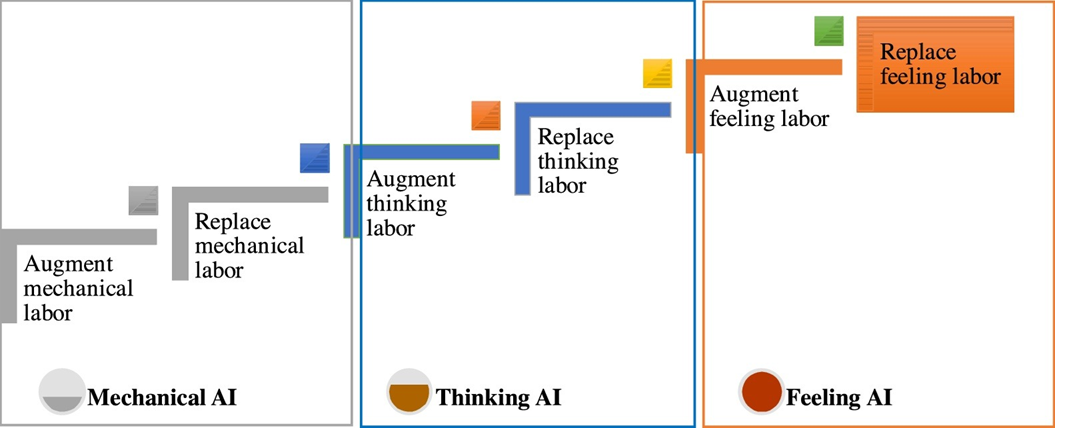 Augment
mechanical
labor
Replace
mechanical
labor
Augment
thinking
labor
Replace
thinking
labor
Augment
feeling labor
Replace
feeling labor
Mechanical AI
Thinking AI
Feeling AI